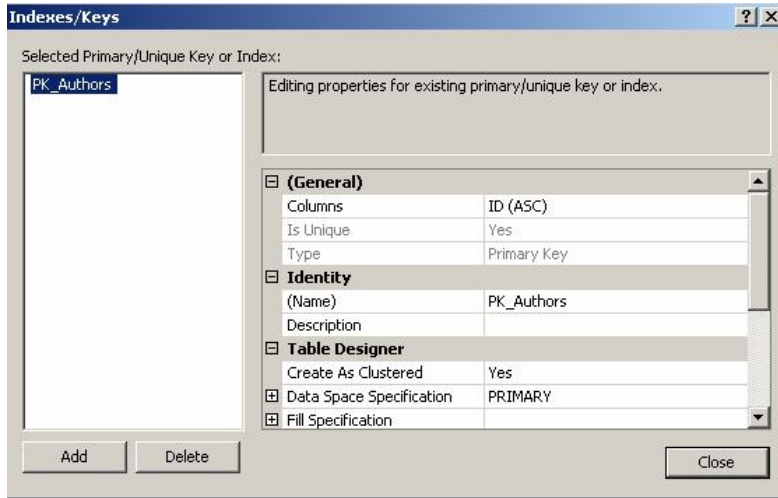 Indexes/Keys
Selected Primary/Unique Key or Index:
PK_Authors
Editing properties for existing primary/unique key or index.
(General)
Columns ID (ASC)
Is Unique Yes
Type Primary Key
Identity
(Name) PK_Authors
Description
Table Designer
Create As Clustered Yes
Data Space Specification PRIMARY
Fill Specification
Add Delete
Close